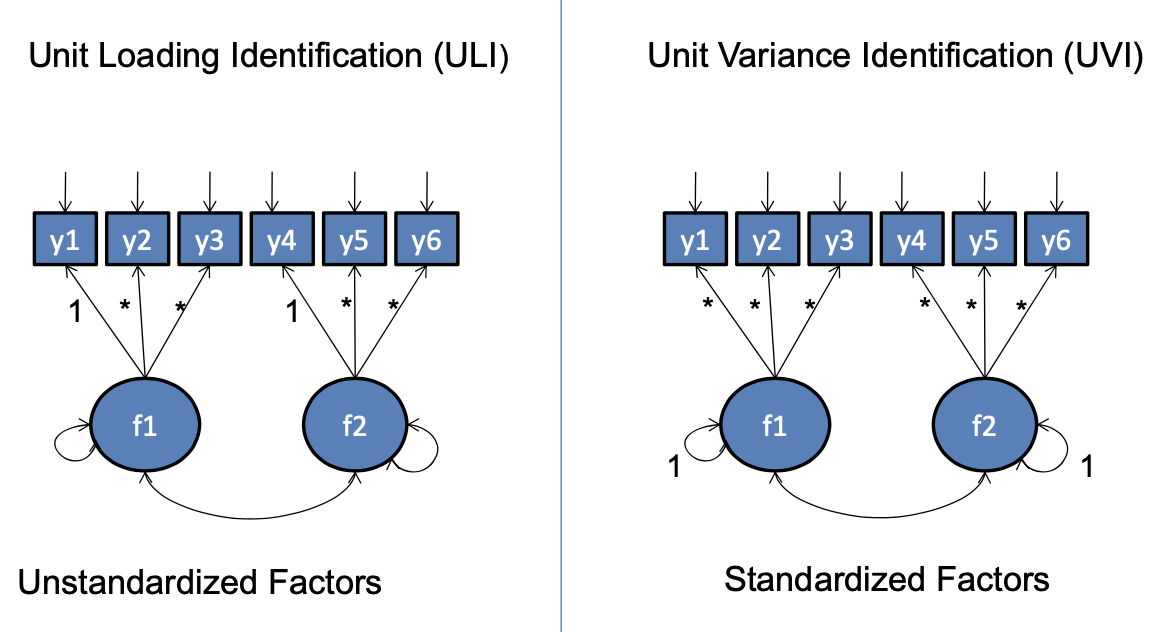 Unit Loading Identification (ULI)
y1 y2 y3 y4 y5 y6
1 * * 1 * *
f1 f2
Unstandardized Factors
Unit Variance Identification (UVI)
y1 y2 y3 y4 y5 y6
* * * * * *
f1 f2
1 1
Standardized Factors